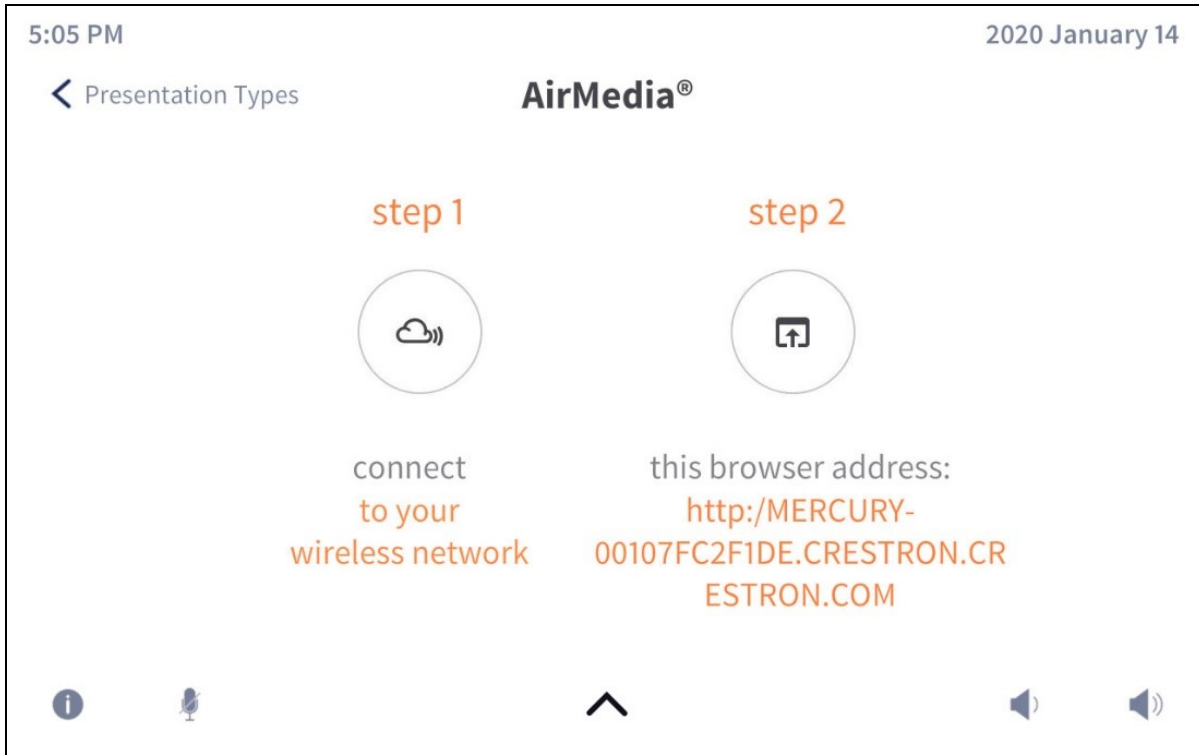 5:05 PM
2020 January 14
Presentation Types
AirMedia®
step 1
step 2
connect
to your
wireless network
this browser address:
http:/MERCURY-
00107FC2F1DE.CRESTRON.CR
ESTRON.COM